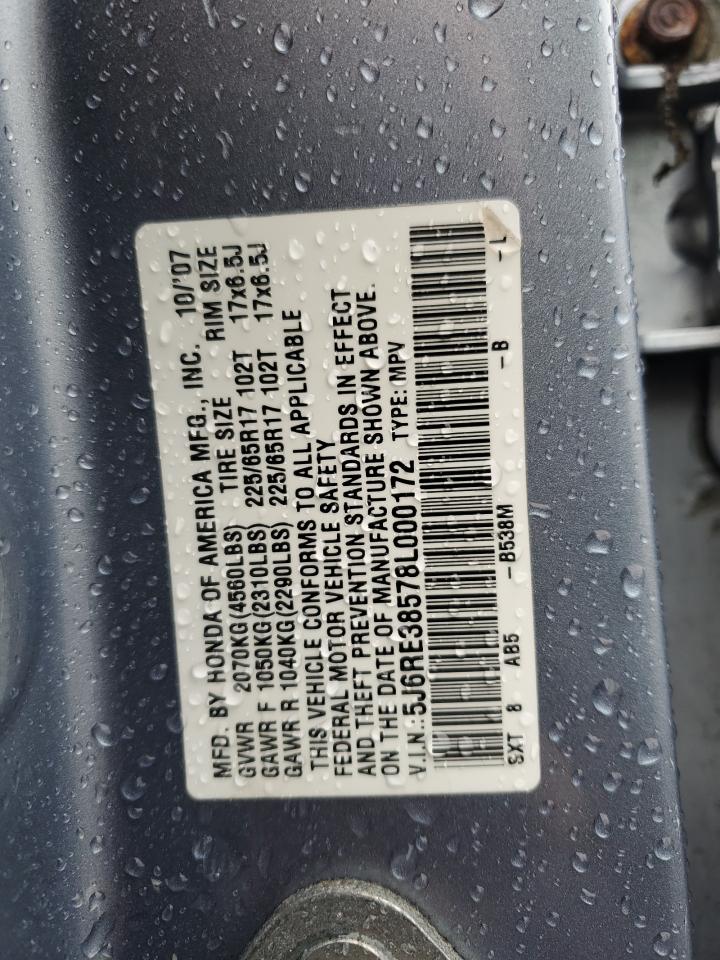 MFD. BY HONDA OF AMERICA MFG., INC. 10/'07
GVWR 2070KG(4560LBS) TIRE SIZE RIM SIZE
GAWR F 1050KG(2310LBS) 225/65R17 102T 17x6.5J
GAWR R 1040KG(2290LBS) 225/65R17 102T 17x6.5J
THIS VEHICLE CONFORMS TO ALL APPLICABLE
FEDERAL MOTOR VEHICLE SAFETY
AND THEFT PREVENTION STANDARDS IN EFFECT
ON THE DATE OF MANUFACTURE SHOWN ABOVE.
V.I.N.:5J6RE38578L000172 TYPE: MPV
SXT 8 AB5 -B538M -B -L